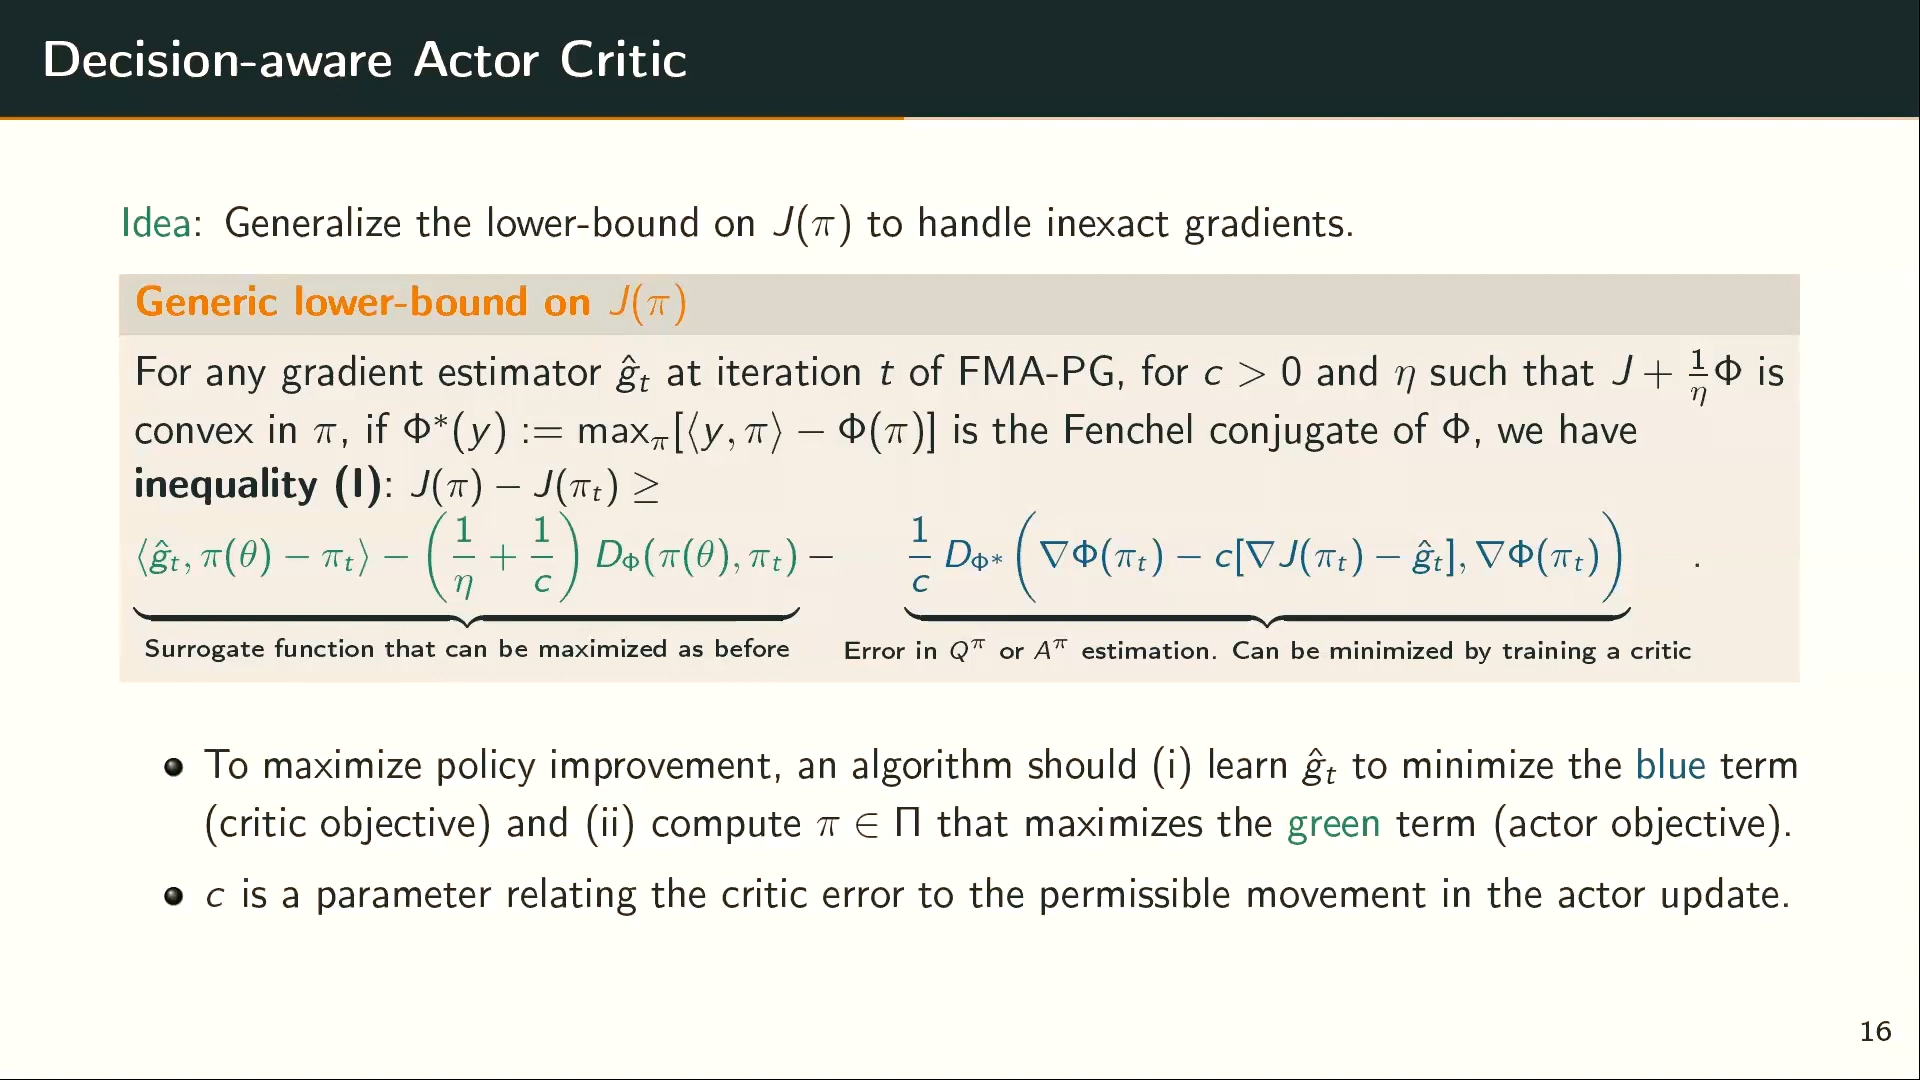 Decision-aware Actor Critic
Idea: Generalize the lower-bound on J(π) to handle inexact gradients.
Generic lower-bound on J(π)
For any gradient estimator ĝ_t at iteration t of FMA-PG, for c > 0 and η such that J + 1/η Φ is
convex in π, if Φ*(y) := max_π[⟨y, π⟩ − Φ(π)] is the Fenchel conjugate of Φ, we have
inequality (I): J(π) − J(π_t) ≥
⟨ĝ_t, π(θ) − π_t⟩ − (1/η + 1/c) D_Φ(π(θ), π_t) − 1/c D_Φ*(∇Φ(π_t) − c[∇J(π_t) − ĝ_t], ∇Φ(π_t)) .
Surrogate function that can be maximized as before Error in Q^π or A^π estimation. Can be minimized by training a critic
• To maximize policy improvement, an algorithm should (i) learn ĝ_t to minimize the blue term
(critic objective) and (ii) compute π ∈ Π that maximizes the green term (actor objective).
• c is a parameter relating the critic error to the permissible movement in the actor update.
16